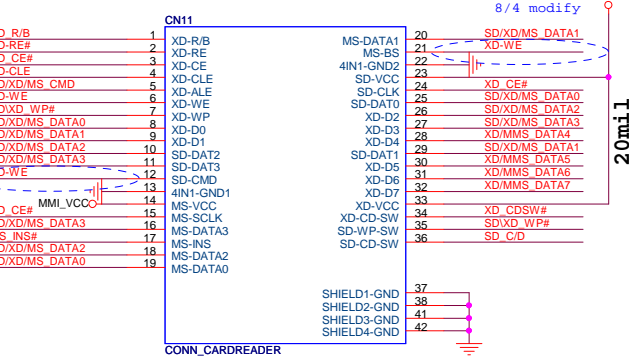 8/4 modify
CN11
D_R/B 1 XD-R/B
D-RE# 2 XD-RE
D_CE# 3 XD-CE
D-CLE 4 XD-CLE
D/XD/MS_CMD 5 XD-ALE
D-WE 6 XD-WE
D\XD_WP# 7 XD-WP
D/XD/MS_DATA0 8 XD-D0
D/XD/MS_DATA1 9 XD-D1
D/XD/MS_DATA2 10 SD-DAT2
D/XD/MS_DATA3 11 SD-DAT3
D-WE 12 SD-CMD
13 4IN1-GND1
MMI_VCC 14 MS-VCC
D_CE# 15 MS-SCLK
D/XD/MS_DATA3 16 MS-DATA3
S_INS# 17 MS-INS
D/XD/MS_DATA2 18 MS-DATA2
D/XD/MS_DATA0 19 MS-DATA0
MS-DATA1 20 SD/XD/MS_DATA1
MS-BS 21 XD-WE
4IN1-GND2 22
SD-VCC 23
SD-CLK 24 XD_CE#
SD-DAT0 25 SD/XD/MS_DATA0
XD-D2 26 SD/XD/MS_DATA2
XD-D3 27 SD/XD/MS_DATA3
XD-D4 28 XD/MMS_DATA4
SD-DAT1 29 SD/XD/MS_DATA1
XD-D5 30 XD/MMS_DATA5
XD-D6 31 XD/MMS_DATA6
XD-D7 32 XD/MMS_DATA7
XD-VCC 33
XD-CD-SW 34 XD_CDSW#
SD-WP-SW 35 SD\XD_WP#
SD-CD-SW 36 SD_C/D
SHIELD1-GND 37
SHIELD2-GND 38
SHIELD3-GND 41
SHIELD4-GND 42
20mil
CONN_CARDREADER